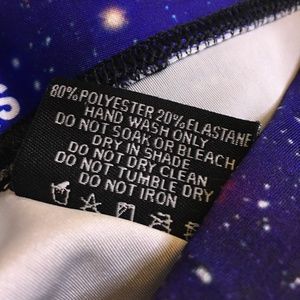 80% POLYESTER 20% ELASTANE
HAND WASH ONLY
DO NOT SOAK OR BLEACH
DRY IN SHADE
DO NOT DRY CLEAN
DO NOT TUMBLE DRY
DO NOT IRON